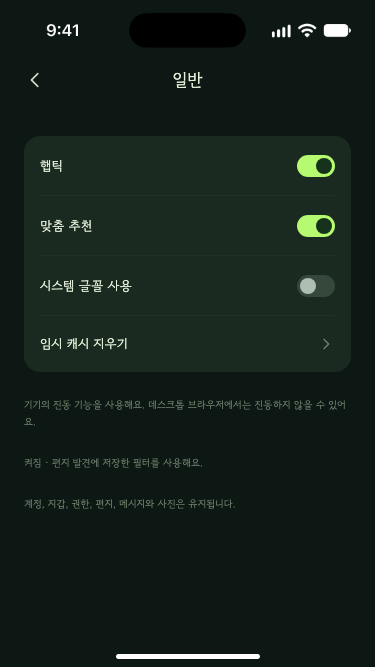 9:41
일반
햅틱
맞춤 추천
시스템 글꼴 사용
임시 캐시 지우기
기기의 진동 기능을 사용해요. 데스크톱 브라우저에서는 진동하지 않을 수 있어
요.
켜짐 · 편지 발견에 저장한 필터를 사용해요.
계정, 지갑, 권한, 편지, 메시지와 사진은 유지됩니다.